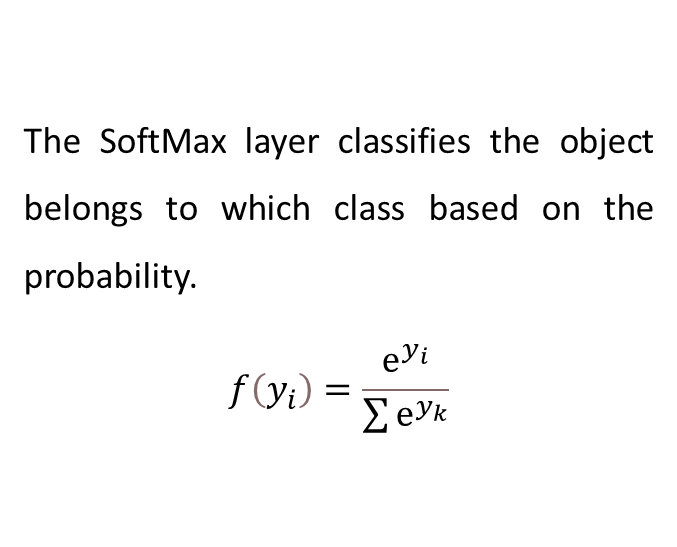 The SoftMax layer classifies the object
belongs to which class based on the
probability.
f(yᵢ) = e^{yᵢ} / ∑ e^{yₖ}